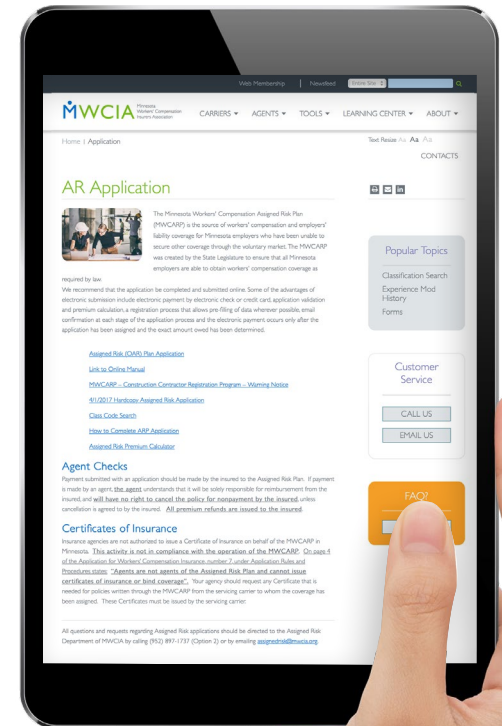 Web Membership | Newsfeed Entire Site
MWCIA Minnesota
Workers' Compensation
Insurers Association
CARRIERS AGENTS TOOLS LEARNING CENTER ABOUT
Home | Application
Text Resize Aa Aa Aa
CONTACTS
AR Application
The Minnesota Workers' Compensation Assigned Risk Plan
(MWCARP) is the source of workers' compensation and employers'
liability coverage for Minnesota employers who have been unable to
secure other coverage through the voluntary market. The MWCARP
was created by the State Legislature to ensure that all Minnesota
employers are able to obtain workers' compensation coverage as
required by law.
We recommend that the application be completed and submitted online. Some of the advantages of
electronic submission include electronic payment by electronic check or credit card, application validation
and premium calculation, a registration process that allows pre-filling of data wherever possible, email
confirmation at each stage of the application process and the electronic payment occurs only after the
application has been assigned and the exact amount owed has been determined.
Assigned Risk (OAR) Plan Application
Link to Online Manual
MWCARP – Construction Contractor Registration Program – Warning Notice
4/1/2017 Hardcopy Assigned Risk Application
Class Code Search
How to Complete ARP Application
Assigned Risk Premium Calculator
Agent Checks
Payment submitted with an application should be made by the insured to the Assigned Risk Plan. If payment
is made by an agent, the agent understands that it will be solely responsible for reimbursement from the
insured, and will have no right to cancel the policy for nonpayment by the insured, unless
cancellation is agreed to by the insured. All premium refunds are issued to the insured.
Certificates of Insurance
Insurance agencies are not authorized to issue a Certificate of Insurance on behalf of the MWCARP in
Minnesota. This activity is not in compliance with the operation of the MWCARP. On page 4
of the Application for Workers' Compensation Insurance, number 7, under Application Rules and
Procedures states, "Agents are not agents of the Assigned Risk Plan and cannot issue
certificates of insurance or bind coverage". Your agency should request any Certificate that is
needed for policies written through the MWCARP from the servicing carrier to whom the coverage has
been assigned. These Certificates must be issued by the servicing carrier.
All questions and requests regarding Assigned Risk applications should be directed to the Assigned Risk
Department of MWCIA by calling (952) 897-1737 (Option 2) or by emailing assignedrisk@mwcia.org.
in
Popular Topics
Classification Search
Experience Mod
History
Forms
Customer
Service
CALL US
EMAIL US
FAQ?